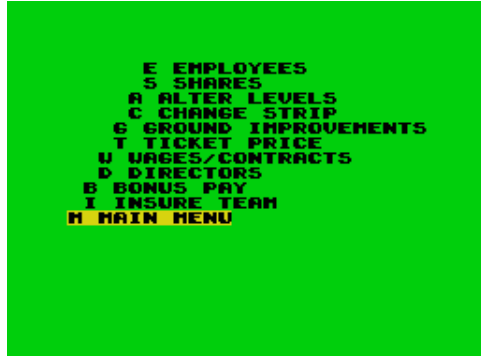 E EMPLOYEES
S SHARES
A ALTER LEVELS
C CHANGE STRIP
G GROUND IMPROVEMENTS
T TICKET PRICE
W WAGES/CONTRACTS
D DIRECTORS
B BONUS PAY
I INSURE TEAM
M MAIN MENU